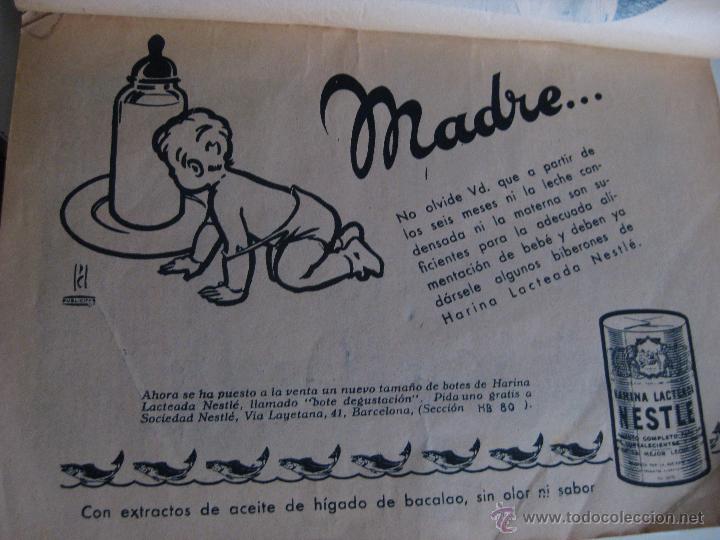 Madre...
No olvide Vd. que a partir de
los seis meses ni la leche con-
densada ni la materna son su-
ficientes para la adecuada ali-
mentación de bebé y deben ya
dársele algunos biberones de
Harina Lacteada Nestlé.
Ahora se ha puesto a la venta un nuevo tamaño de botes de Harina
Lacteada Nestlé, llamado "bote degustación". Pida uno gratis a
Sociedad Nestlé, Vía Layetana, 41, Barcelona, (Sección HB 80 ).
HARINA LACTEADA
NESTLÉ
COMPLETO
MEJOR LECHE
Con extractos de aceite de hígado de bacalao, sin olor ni sabor
© www.todocoleccion.net